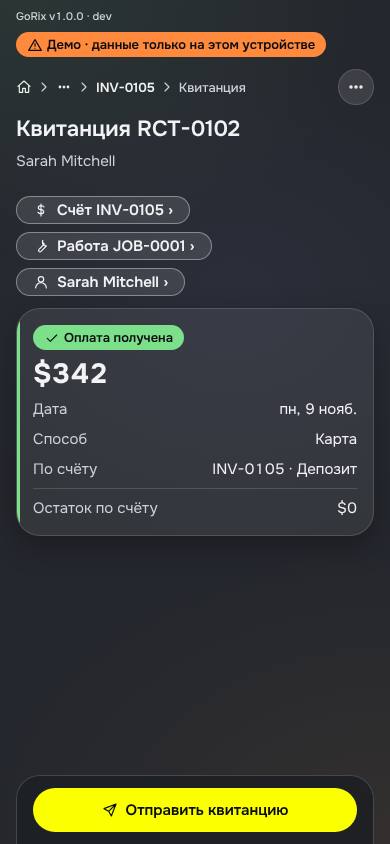 GoRix v1.0.0 · dev
Демо · данные только на этом устройстве
INV-0105 Квитанция
Квитанция RCT-0102
Sarah Mitchell
$ Счёт INV-0105 ›
Работа JOB-0001 ›
Sarah Mitchell ›
Оплата получена
$342
Дата пн, 9 нояб.
Способ Карта
По счёту INV-0105 · Депозит
Остаток по счёту $0
Отправить квитанцию